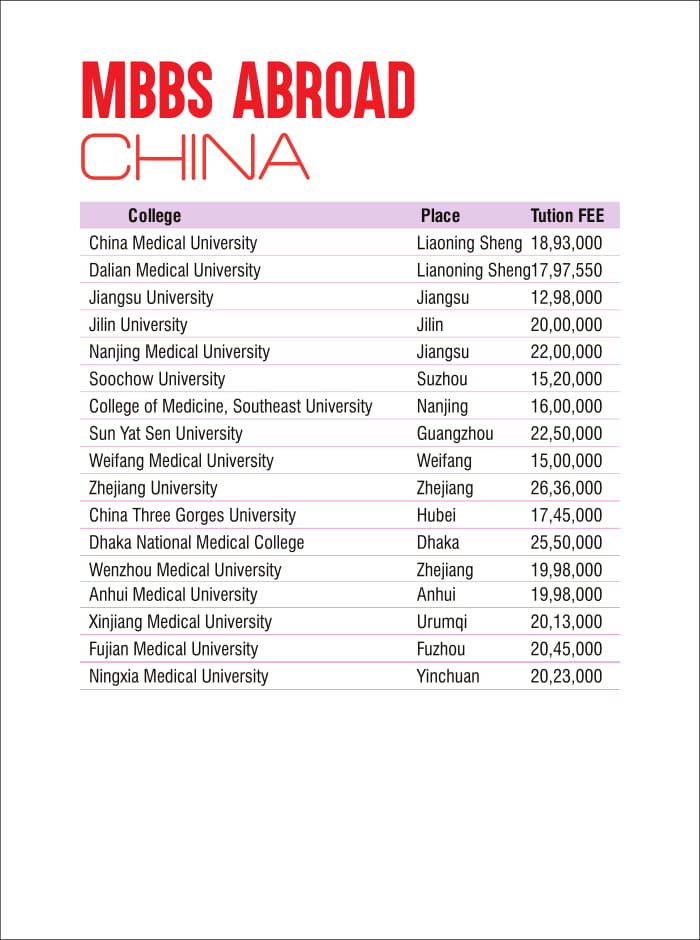 MBBS ABROAD
CHINA
College Place Tution FEE
China Medical University Liaoning Sheng 18,93,000
Dalian Medical University Lianoning Sheng17,97,550
Jiangsu University Jiangsu 12,98,000
Jilin University Jilin 20,00,000
Nanjing Medical University Jiangsu 22,00,000
Soochow University Suzhou 15,20,000
College of Medicine, Southeast University Nanjing 16,00,000
Sun Yat Sen University Guangzhou 22,50,000
Weifang Medical University Weifang 15,00,000
Zhejiang University Zhejiang 26,36,000
China Three Gorges University Hubei 17,45,000
Dhaka National Medical College Dhaka 25,50,000
Wenzhou Medical University Zhejiang 19,98,000
Anhui Medical University Anhui 19,98,000
Xinjiang Medical University Urumqi 20,13,000
Fujian Medical University Fuzhou 20,45,000
Ningxia Medical University Yinchuan 20,23,000